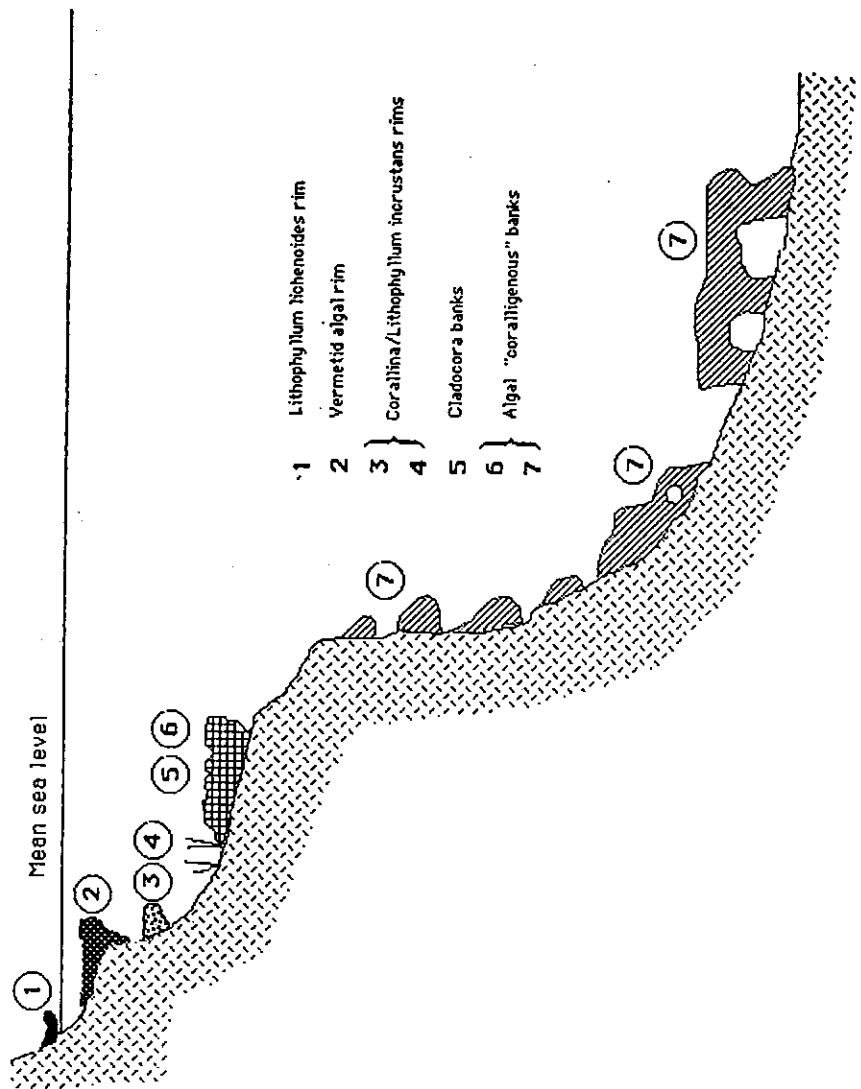 Mean sea level
1
2
3
4
5
6
7
7
7
1 Lithophyllum lichenoides rim
2 Vermetid algal rim
3
4 } Corallina/Lithophyllum incrustans rims
5 Cladocora banks
6
7 } Algal "coralligenous" banks